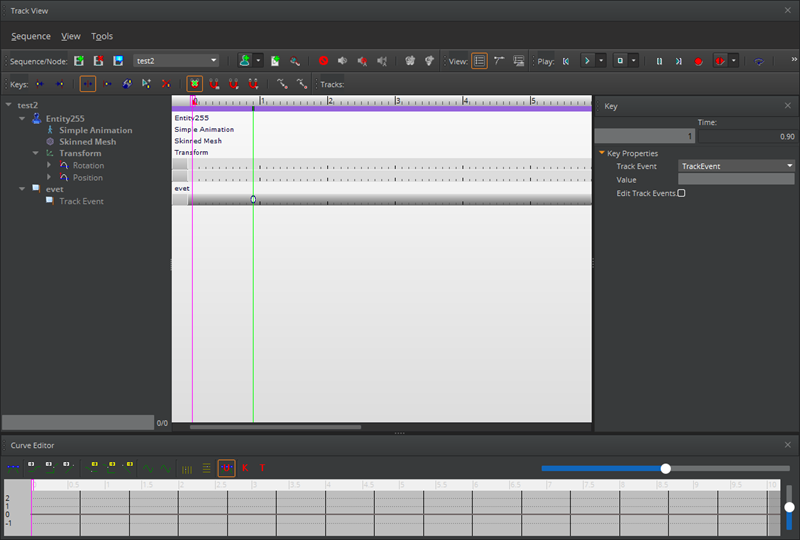 Track View
Sequence View Tools
Sequence/Node: test2 View: Play: »
Keys: Tracks:
test2
Entity255
Simple Animation
Skinned Mesh
Transform
Rotation
Position
evet
Track Event
0/0
0 1 2 3 4 5
Entity255
Simple Animation
Skinned Mesh
Transform
evet
Key
Time:
1 0.90
Key Properties
Track Event TrackEvent
Value
Edit Track Events
Curve Editor
K T
0 0.5 1 1.5 2 2.5 3 3.5 4 4.5 5 5.5 6 6.5 7 7.5 8 8.5 9 9.5 10
2
1
0
-1